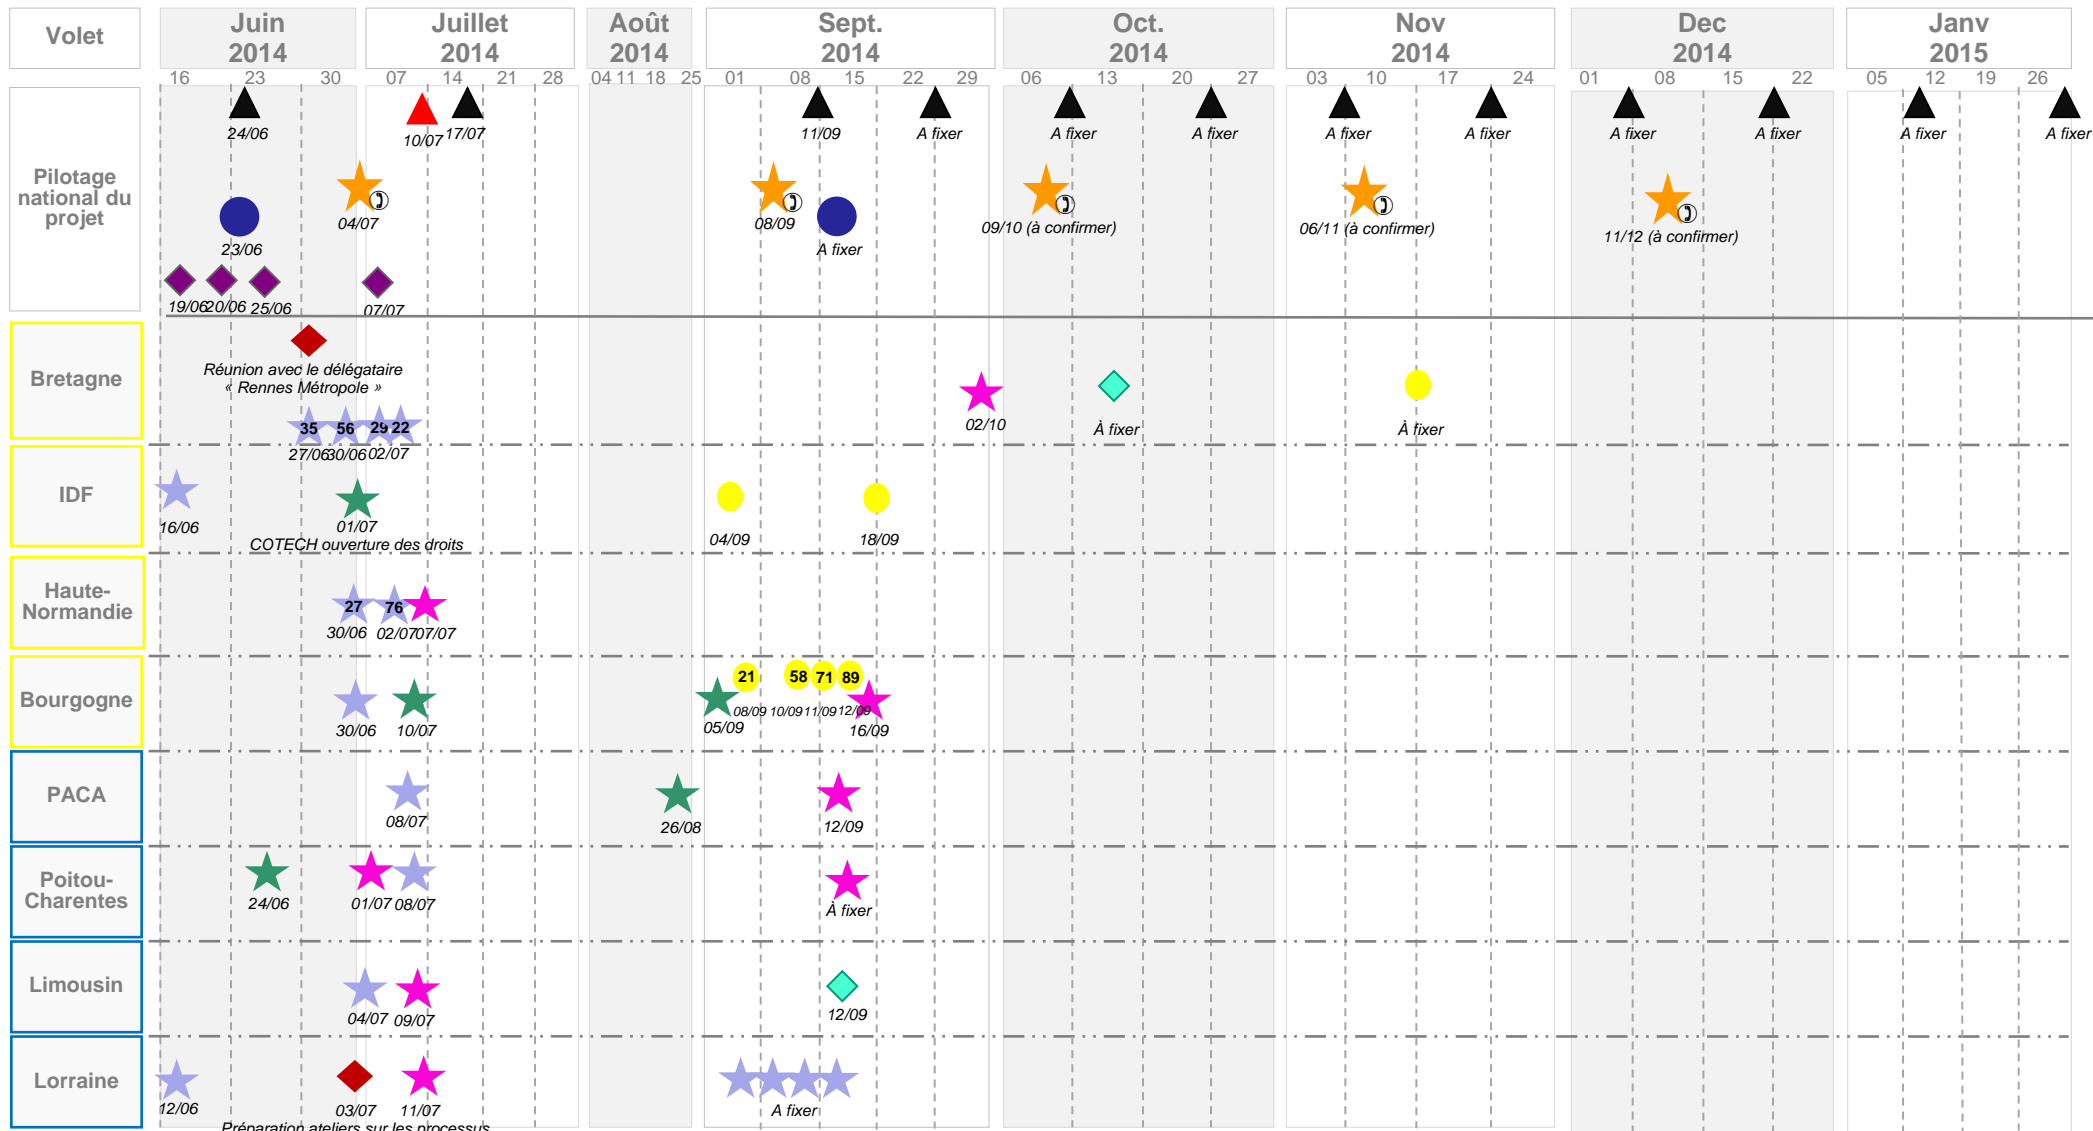 Volet
Juin
2014
Juillet
2014
Août
2014
Sept.
2014
Oct.
2014
Nov
2014
Dec
2014
Janv
2015
16 23 30 07 14 21 28 04 11 18 25 01 08 15 22 29 06 13 20 27 03 10 17 24 01 08 15 22 05 12 19 26
Pilotage
national du
projet
24/06 10/07 17/07 11/09 A fixer A fixer A fixer A fixer A fixer A fixer A fixer A fixer A fixer
04/07 08/09 09/10 (à confirmer) 06/11 (à confirmer) 11/12 (à confirmer)
23/06 A fixer
19/06 20/06 25/06 07/07
Bretagne
Réunion avec le délégataire
« Rennes Métropole »
35 56 29 22
27/06 30/06 02/07
02/10 À fixer À fixer
IDF
16/06 01/07 04/09 18/09
COTECH ouverture des droits
Haute-
Normandie
27 76
30/06 02/07 07/07
Bourgogne
21 58 71 89
08/09 10/09 11/09 12/09
30/06 10/07 05/09 16/09
PACA
08/07 26/08 12/09
Poitou-
Charentes
24/06 01/07 08/07 À fixer
Limousin
04/07 09/07 12/09
Lorraine
12/06 03/07 11/07 A fixer
Préparation ateliers sur les processus